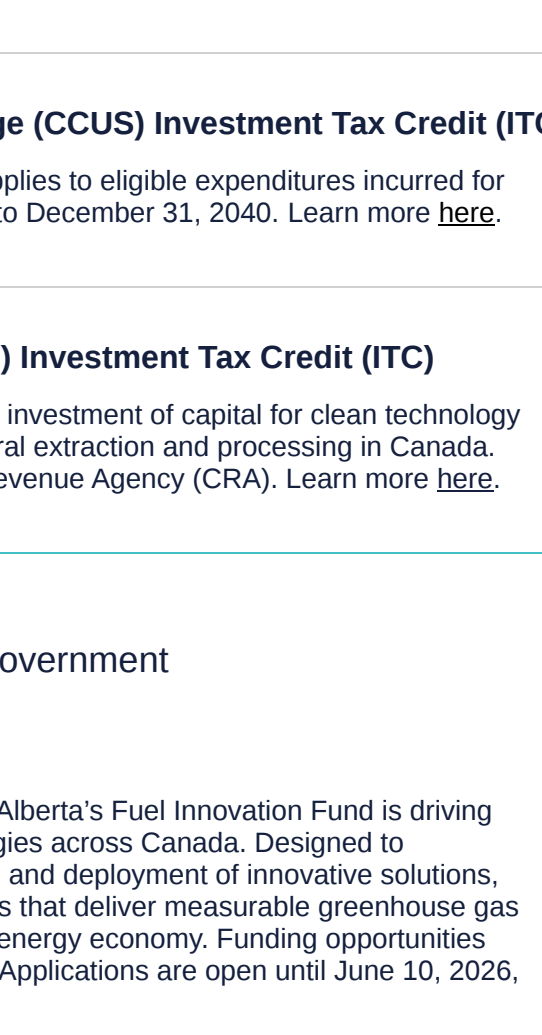 ge (CCUS) Investment Tax Credit (ITC
pplies to eligible expenditures incurred for
to December 31, 2040. Learn more here.
) Investment Tax Credit (ITC)
investment of capital for clean technology
ral extraction and processing in Canada.
evenue Agency (CRA). Learn more here.
overnment
Alberta’s Fuel Innovation Fund is driving
gies across Canada. Designed to
and deployment of innovative solutions,
s that deliver measurable greenhouse gas
energy economy. Funding opportunities
Applications are open until June 10, 2026,